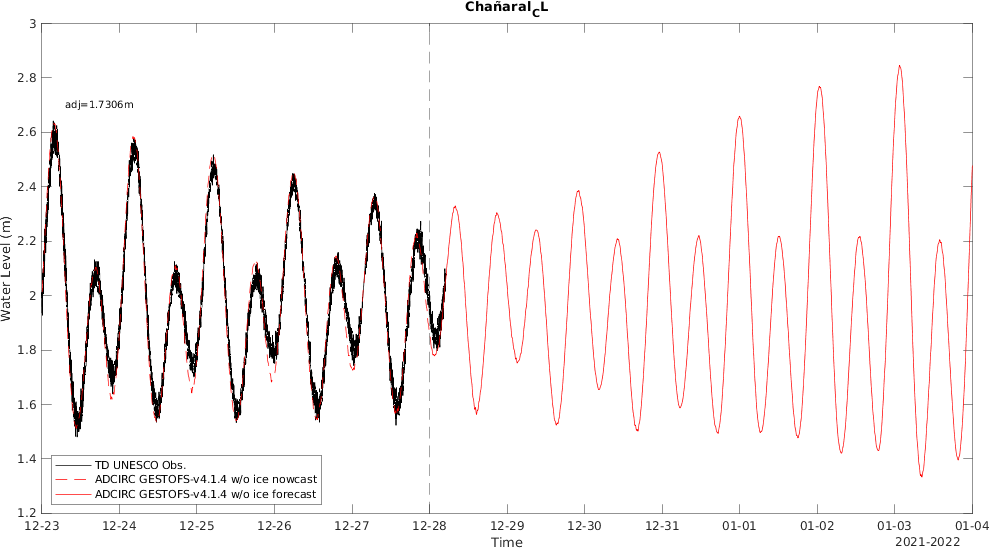 Chañaral_CL
3
2.8
2.6
2.4
2.2
2
1.8
1.6
1.4
1.2
Water Level (m)
adj=1.7306m
TD UNESCO Obs.
ADCIRC GESTOFS-v4.1.4 w/o ice nowcast
ADCIRC GESTOFS-v4.1.4 w/o ice forecast
12-23 12-24 12-25 12-26 12-27 12-28 12-29 12-30 12-31 01-01 01-02 01-03 01-04
Time
2021-2022